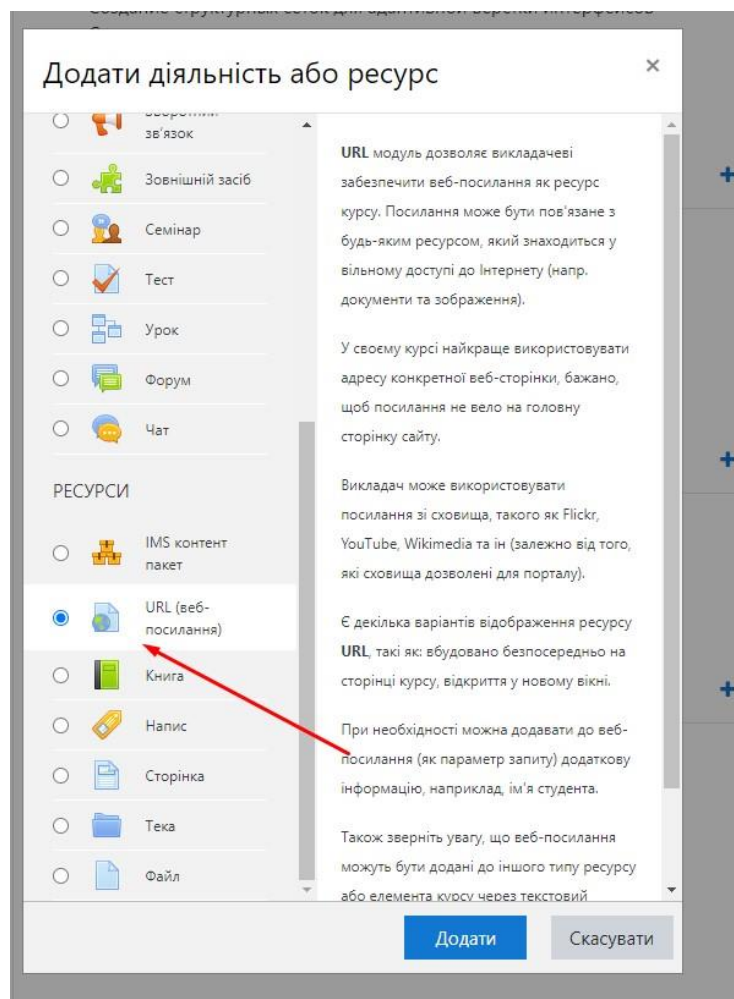 Додати діяльність або ресурс
×
зв'язок
Зовнішній засіб
Семінар
Тест
Урок
Форум
Чат
РЕСУРСИ
IMS контент
пакет
URL (веб-
посилання)
Книга
Напис
Сторінка
Тека
Файл
URL модуль дозволяє викладачеві
забезпечити веб-посилання як ресурс
курсу. Посилання може бути пов'язане з
будь-яким ресурсом, який знаходиться у
вільному доступі до Інтернету (напр.
документи та зображення).
У своєму курсі найкраще використовувати
адресу конкретної веб-сторінки, бажано,
щоб посилання не вело на головну
сторінку сайту.
Викладач може використовувати
посилання зі сховища, такого як Flickr,
YouTube, Wikimedia та ін (залежно від того,
які сховища дозволені для порталу).
Є декілька варіантів відображення ресурсу
URL, такі як: вбудовано безпосередньо на
сторінці курсу, відкриття у новому вікні.
При необхідності можна додавати до веб-
посилання (як параметр запиту) додаткову
інформацію, наприклад, ім'я студента.
Також зверніть увагу, що веб-посилання
можуть бути додані до іншого типу ресурсу
або елемента курсу через текстовий
Додати
Скасувати